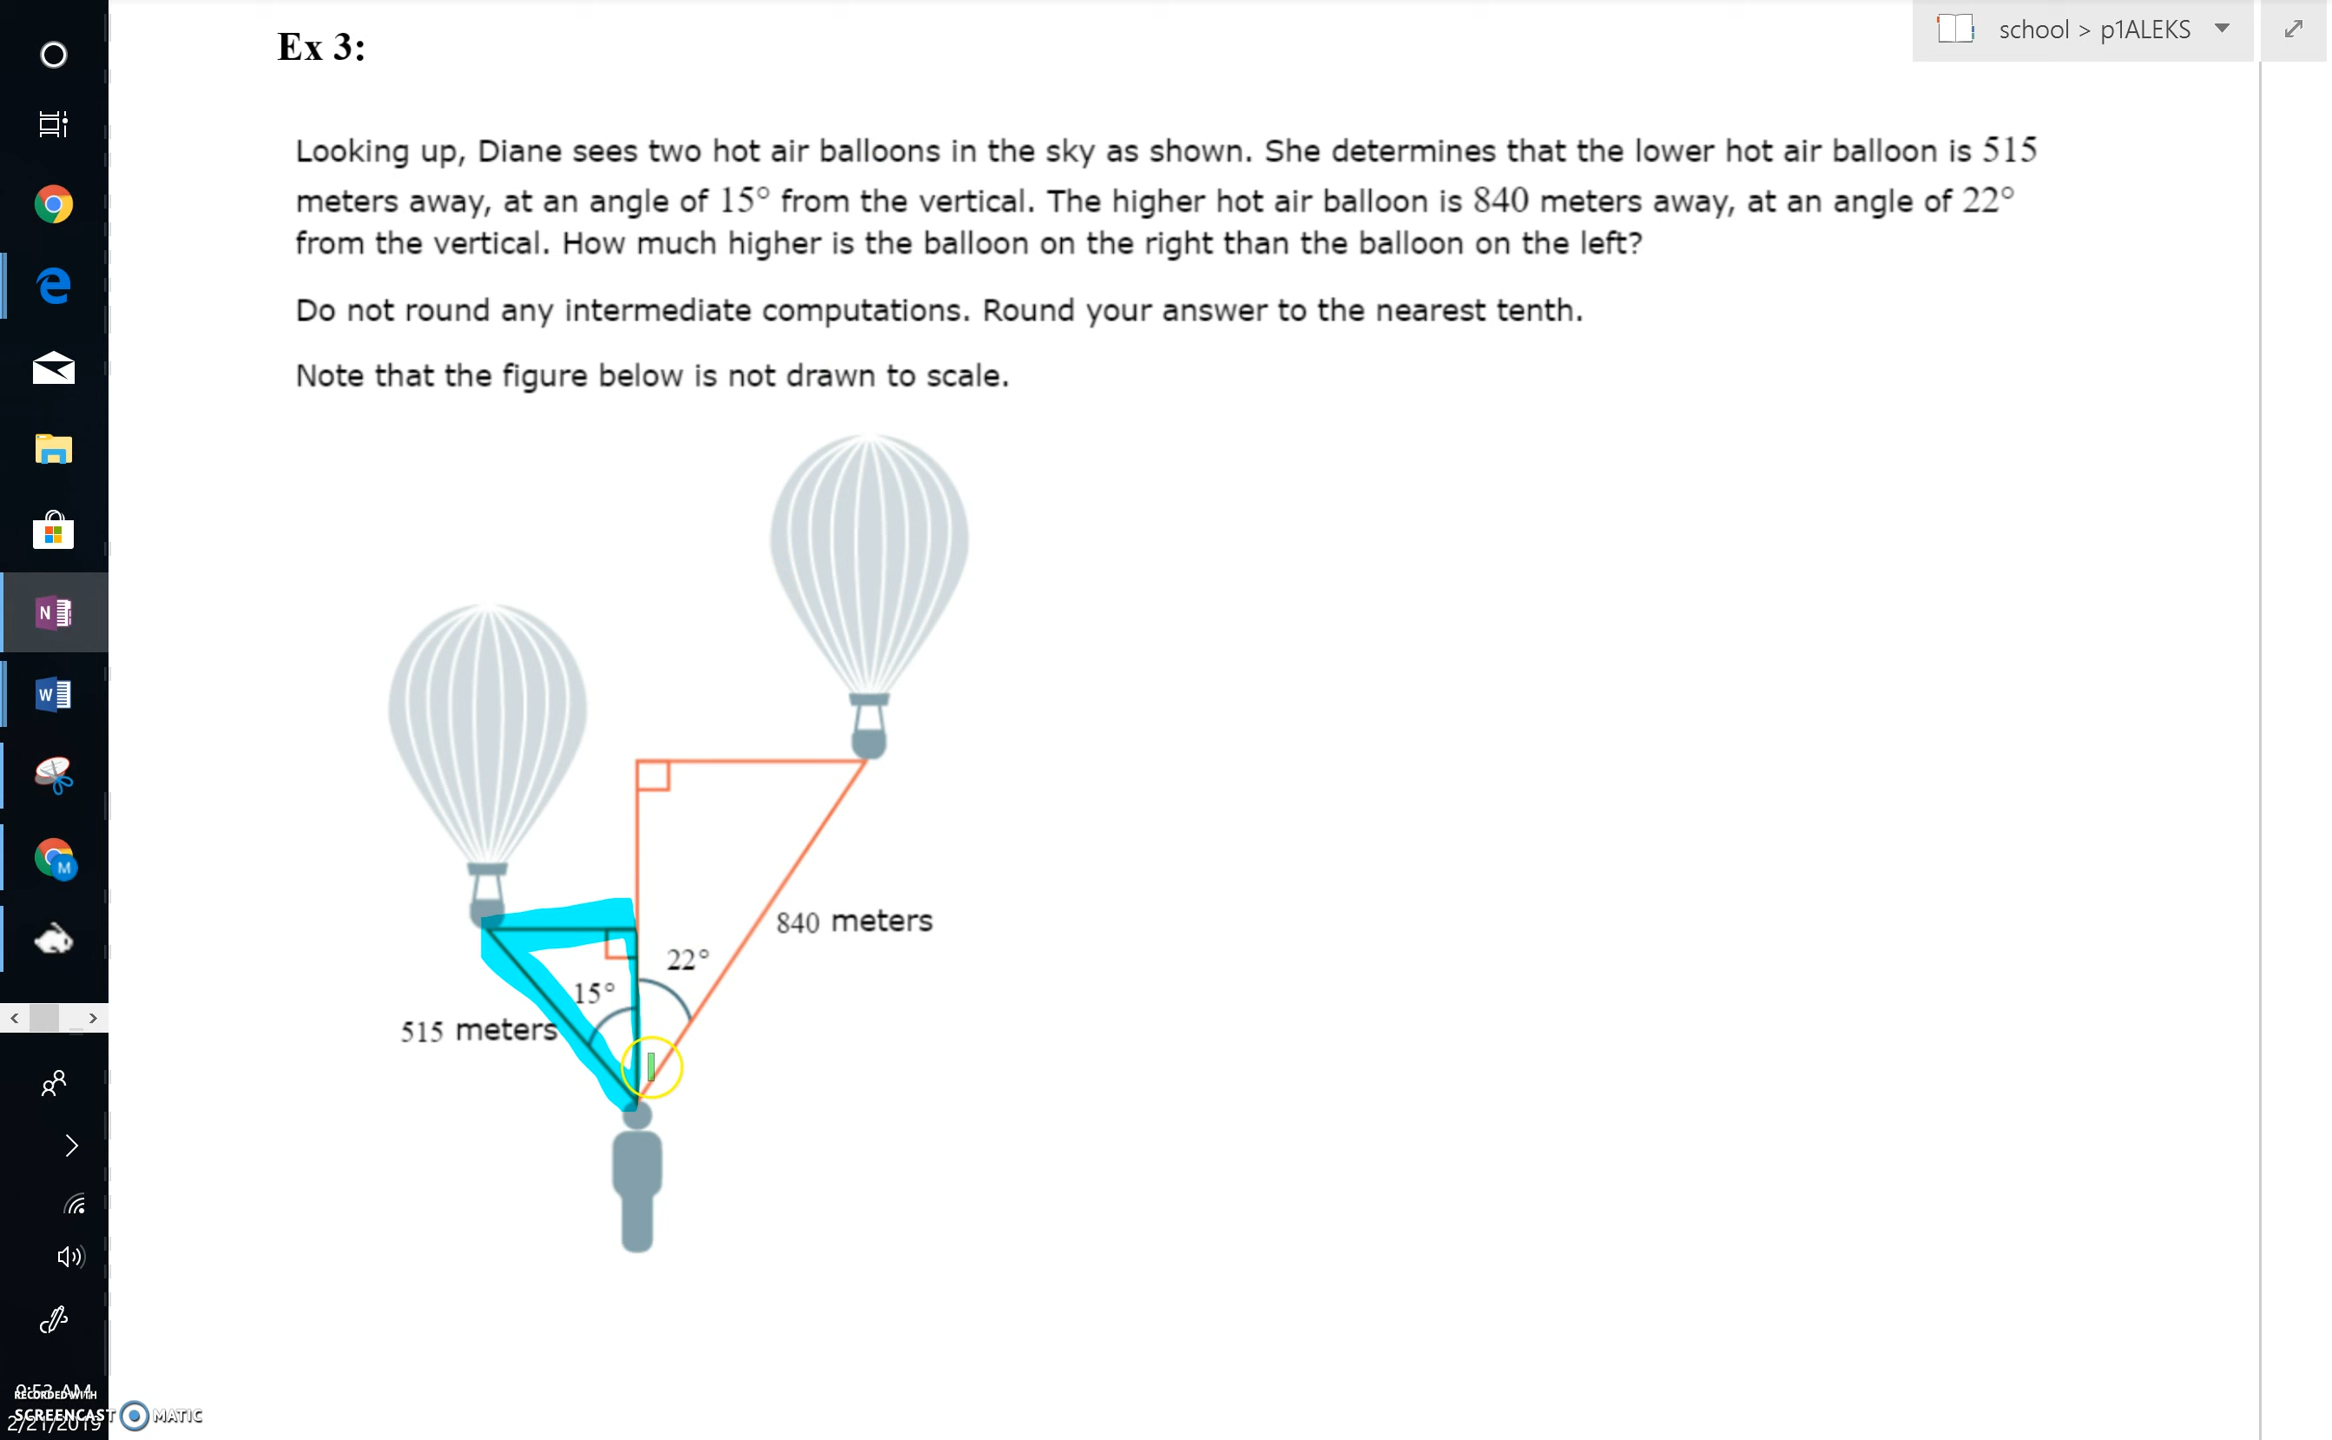 Ex 3:
school > p1ALEKS
Looking up, Diane sees two hot air balloons in the sky as shown. She determines that the lower hot air balloon is 515
meters away, at an angle of 15° from the vertical. The higher hot air balloon is 840 meters away, at an angle of 22°
from the vertical. How much higher is the balloon on the right than the balloon on the left?
Do not round any intermediate computations. Round your answer to the nearest tenth.
Note that the figure below is not drawn to scale.
N
W
M
840 meters
22°
15°
515 meters
RECORDED WITH
SCREENCAST MATIC
2/21/2019